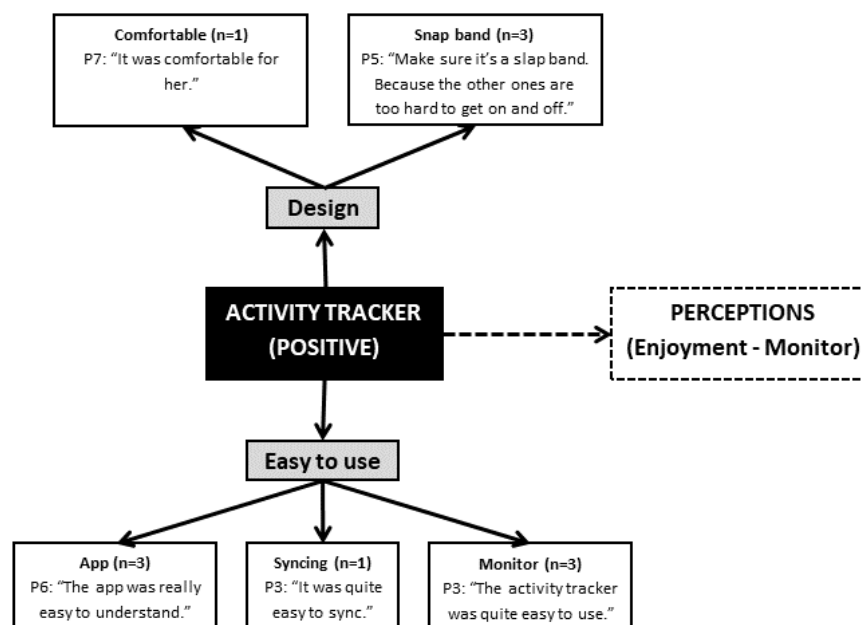 Comfortable (n=1)
P7: “It was comfortable for
her.”
Snap band (n=3)
P5: “Make sure it’s a slap band.
Because the other ones are
too hard to get on and off.”
Design
ACTIVITY TRACKER
(POSITIVE)
PERCEPTIONS
(Enjoyment - Monitor)
Easy to use
App (n=3)
P6: “The app was really
easy to understand.”
Syncing (n=1)
P3: “It was quite
easy to sync.”
Monitor (n=3)
P3: “The activity tracker
was quite easy to use.”